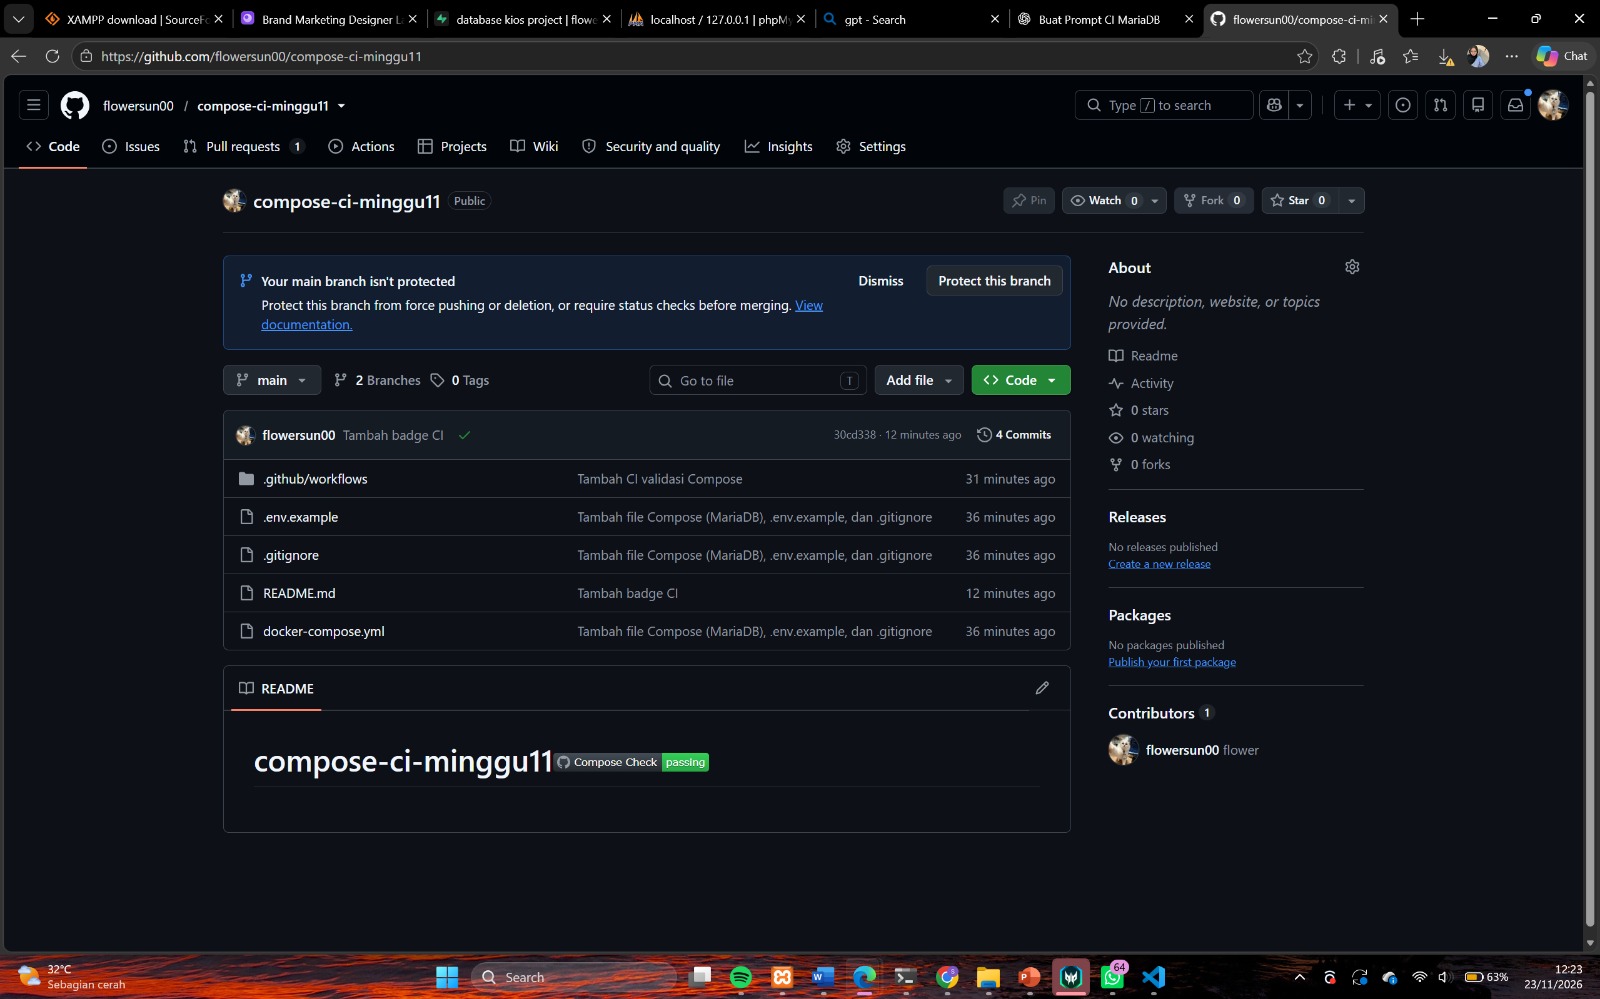 XAMPP download | SourceFo
Brand Marketing Designer La
database kios project | flowe
localhost / 127.0.0.1 | phpMy
gpt - Search
Buat Prompt CI MariaDB
flowersun00/compose-ci-mi
https://github.com/flowersun00/compose-ci-minggu11
Chat
flowersun00 / compose-ci-minggu11
Type / to search
Code
Issues
Pull requests 1
Actions
Projects
Wiki
Security and quality
Insights
Settings
compose-ci-minggu11 Public
Pin
Watch 0
Fork 0
Star 0
Your main branch isn't protected
Protect this branch from force pushing or deletion, or require status checks before merging. View
documentation.
Dismiss
Protect this branch
main
2 Branches
0 Tags
Go to file T
Add file
Code
flowersun00 Tambah badge CI
30cd338 · 12 minutes ago
4 Commits
.github/workflows Tambah CI validasi Compose 31 minutes ago
.env.example Tambah file Compose (MariaDB), .env.example, dan .gitignore 36 minutes ago
.gitignore Tambah file Compose (MariaDB), .env.example, dan .gitignore 36 minutes ago
README.md Tambah badge CI 12 minutes ago
docker-compose.yml Tambah file Compose (MariaDB), .env.example, dan .gitignore 36 minutes ago
README
compose-ci-minggu11 Compose Check passing
About
No description, website, or topics
provided.
Readme
Activity
0 stars
0 watching
0 forks
Releases
No releases published
Create a new release
Packages
No packages published
Publish your first package
Contributors 1
flowersun00 flower
32°C
Sebagian cerah
Search
64
63%
12:23
23/11/2026